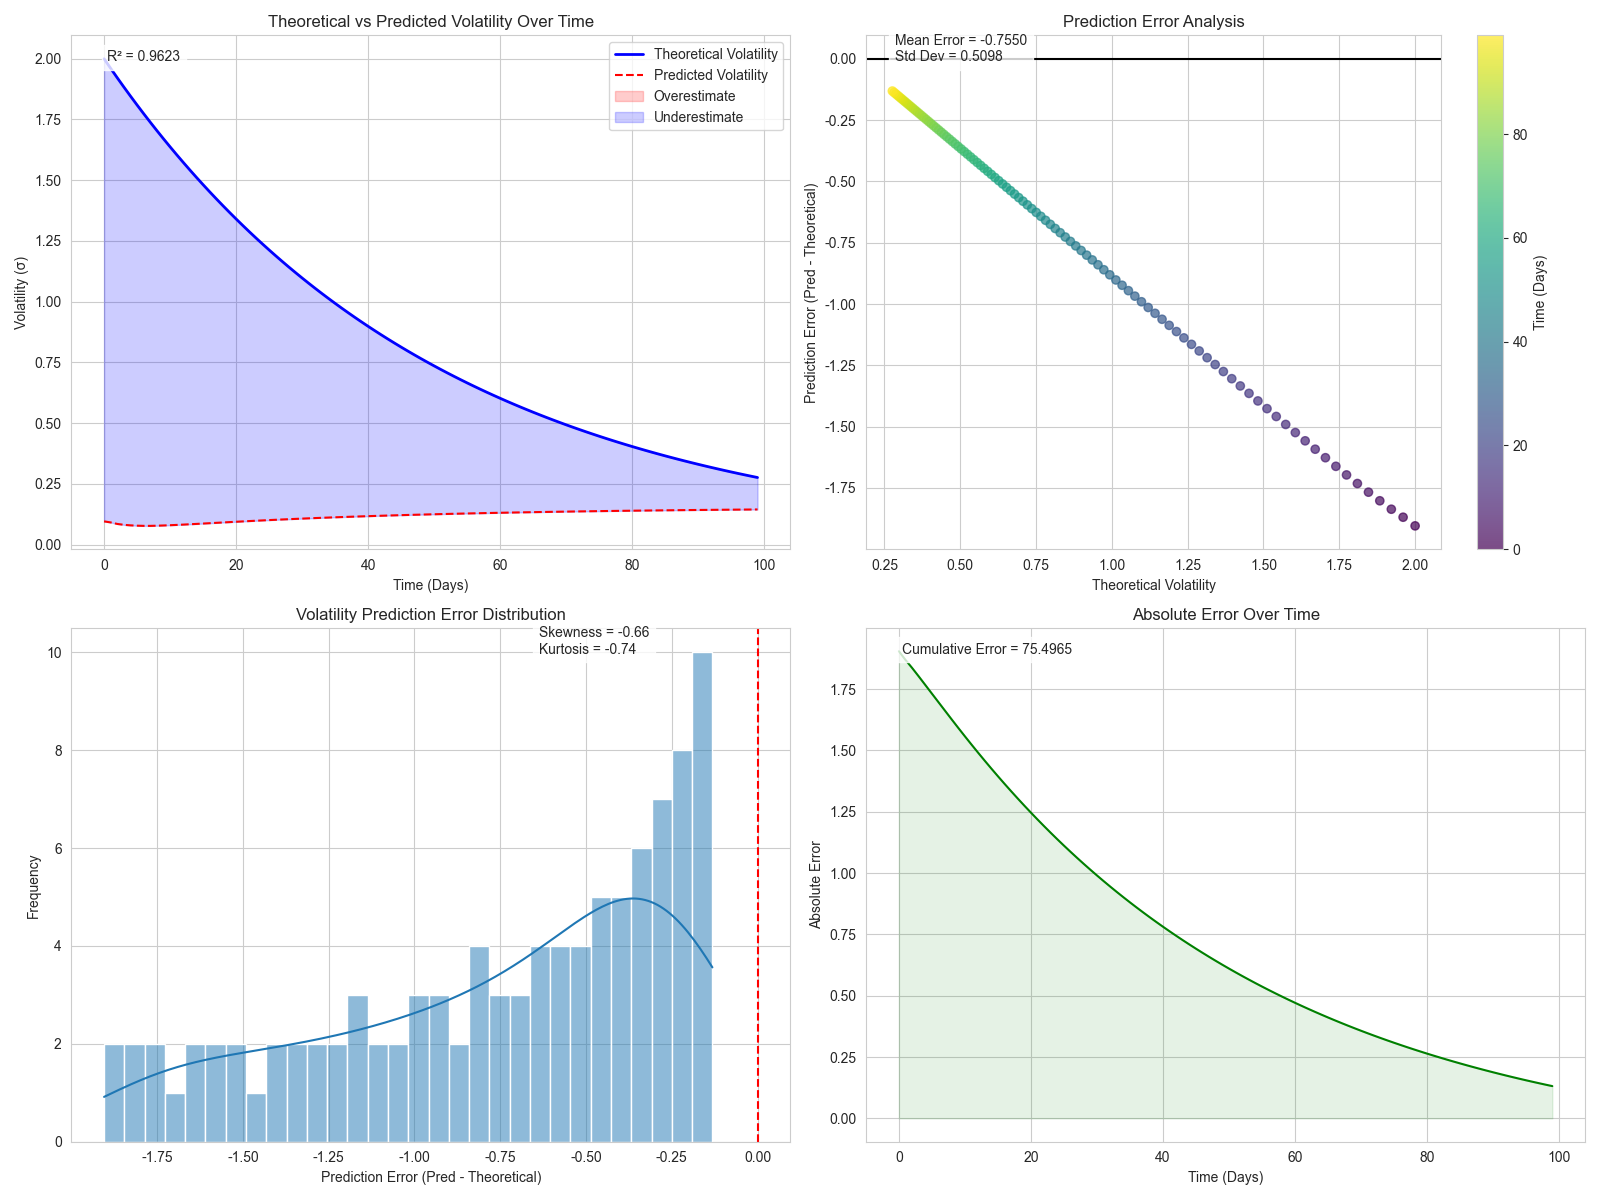 Theoretical vs Predicted Volatility Over Time
R² = 0.9623
Theoretical Volatility
Predicted Volatility
Overestimate
Underestimate
Volatility (σ)
2.00
1.75
1.50
1.25
1.00
0.75
0.50
0.25
0.00
0 20 40 60 80 100
Time (Days)
Prediction Error Analysis
Mean Error = -0.7550
Std Dev = 0.5098
Prediction Error (Pred - Theoretical)
0.00
-0.25
-0.50
-0.75
-1.00
-1.25
-1.50
-1.75
0.25 0.50 0.75 1.00 1.25 1.50 1.75 2.00
Theoretical Volatility
80
60
40
20
0
Time (Days)
Volatility Prediction Error Distribution
Skewness = -0.66
Kurtosis = -0.74
Frequency
10
8
6
4
2
0
-1.75 -1.50 -1.25 -1.00 -0.75 -0.50 -0.25 0.00
Prediction Error (Pred - Theoretical)
Absolute Error Over Time
Cumulative Error = 75.4965
Absolute Error
1.75
1.50
1.25
1.00
0.75
0.50
0.25
0.00
0 20 40 60 80 100
Time (Days)